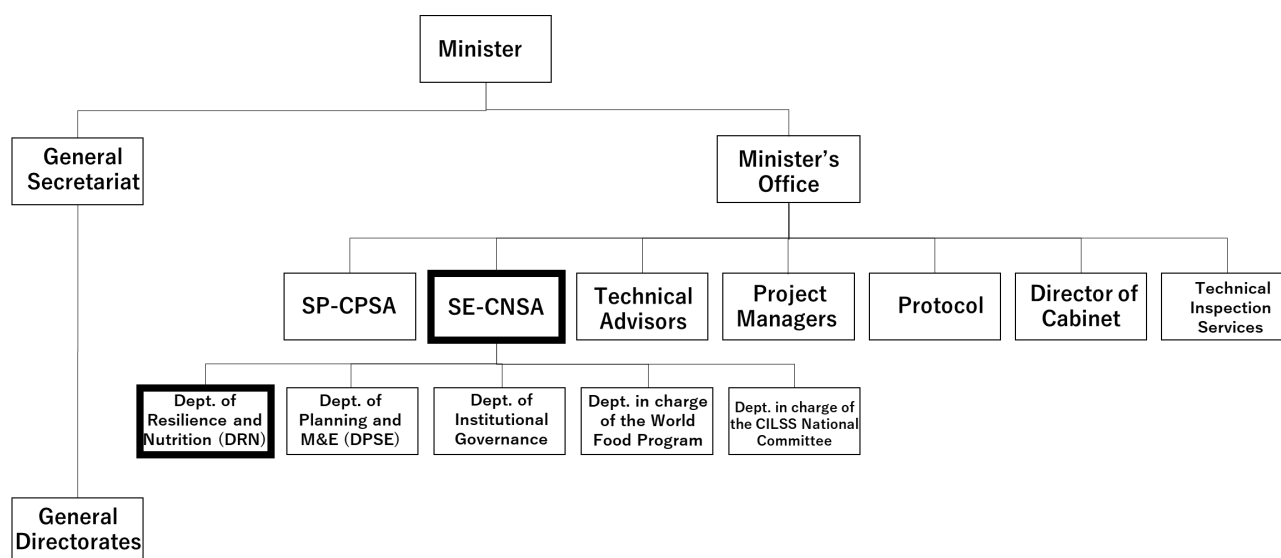 Minister
General
Secretariat
Minister's
Office
SP-CPSA
SE-CNSA
Technical
Advisors
Project
Managers
Protocol
Director of
Cabinet
Technical
Inspection
Services
Dept. of
Resilience and
Nutrition (DRN)
Dept. of
Planning and
M&E (DPSE)
Dept. of
Institutional
Governance
Dept. in charge
of the World
Food Program
Dept. in charge of
the CILSS National
Committee
General
Directorates